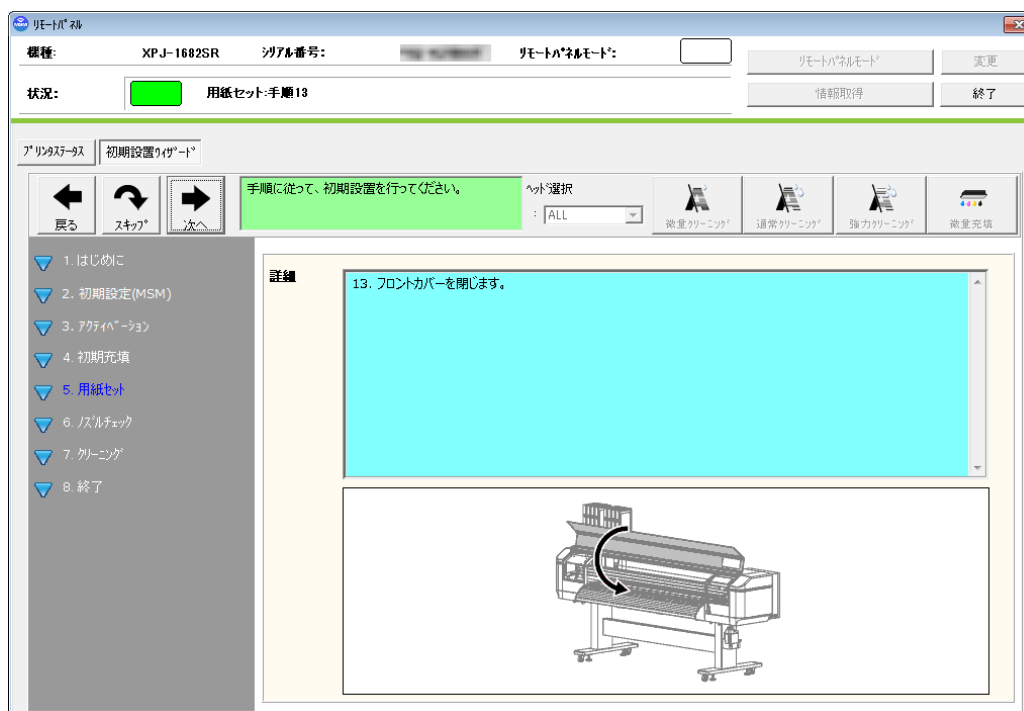 リモートパネル
機種: XPJ-1682SR シリアル番号: リモートパネルモード:
リモートパネルモード 変更
状況: 用紙セット:手順13
情報取得 終了
プリンタステータス 初期設置ウィザード
戻る スキップ 次へ
手順に従って、初期設置を行ってください。
ヘッド選択
: ALL
微量クリーニング 通常クリーニング 強力クリーニング 微量充填
1. はじめに
2. 初期設定(MSM)
3. アクティベーション
4. 初期充填
5. 用紙セット
6. ノズルチェック
7. クリーニング
8. 終了
詳細
13. フロントカバーを閉じます。